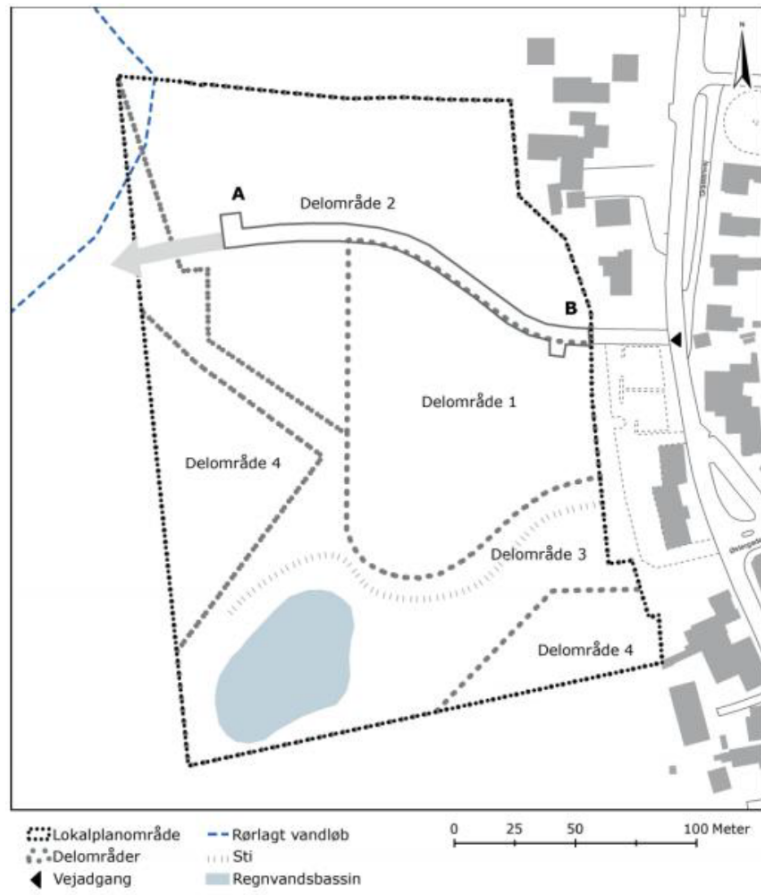 N
A
Delområde 2
B
Delområde 1
Delområde 4
Delområde 3
Delområde 4
Lokalplanområde
Delområder
Vejadgang
Rørlagt vandløb
Sti
Regnvandsbassin
0 25 50 100 Meter